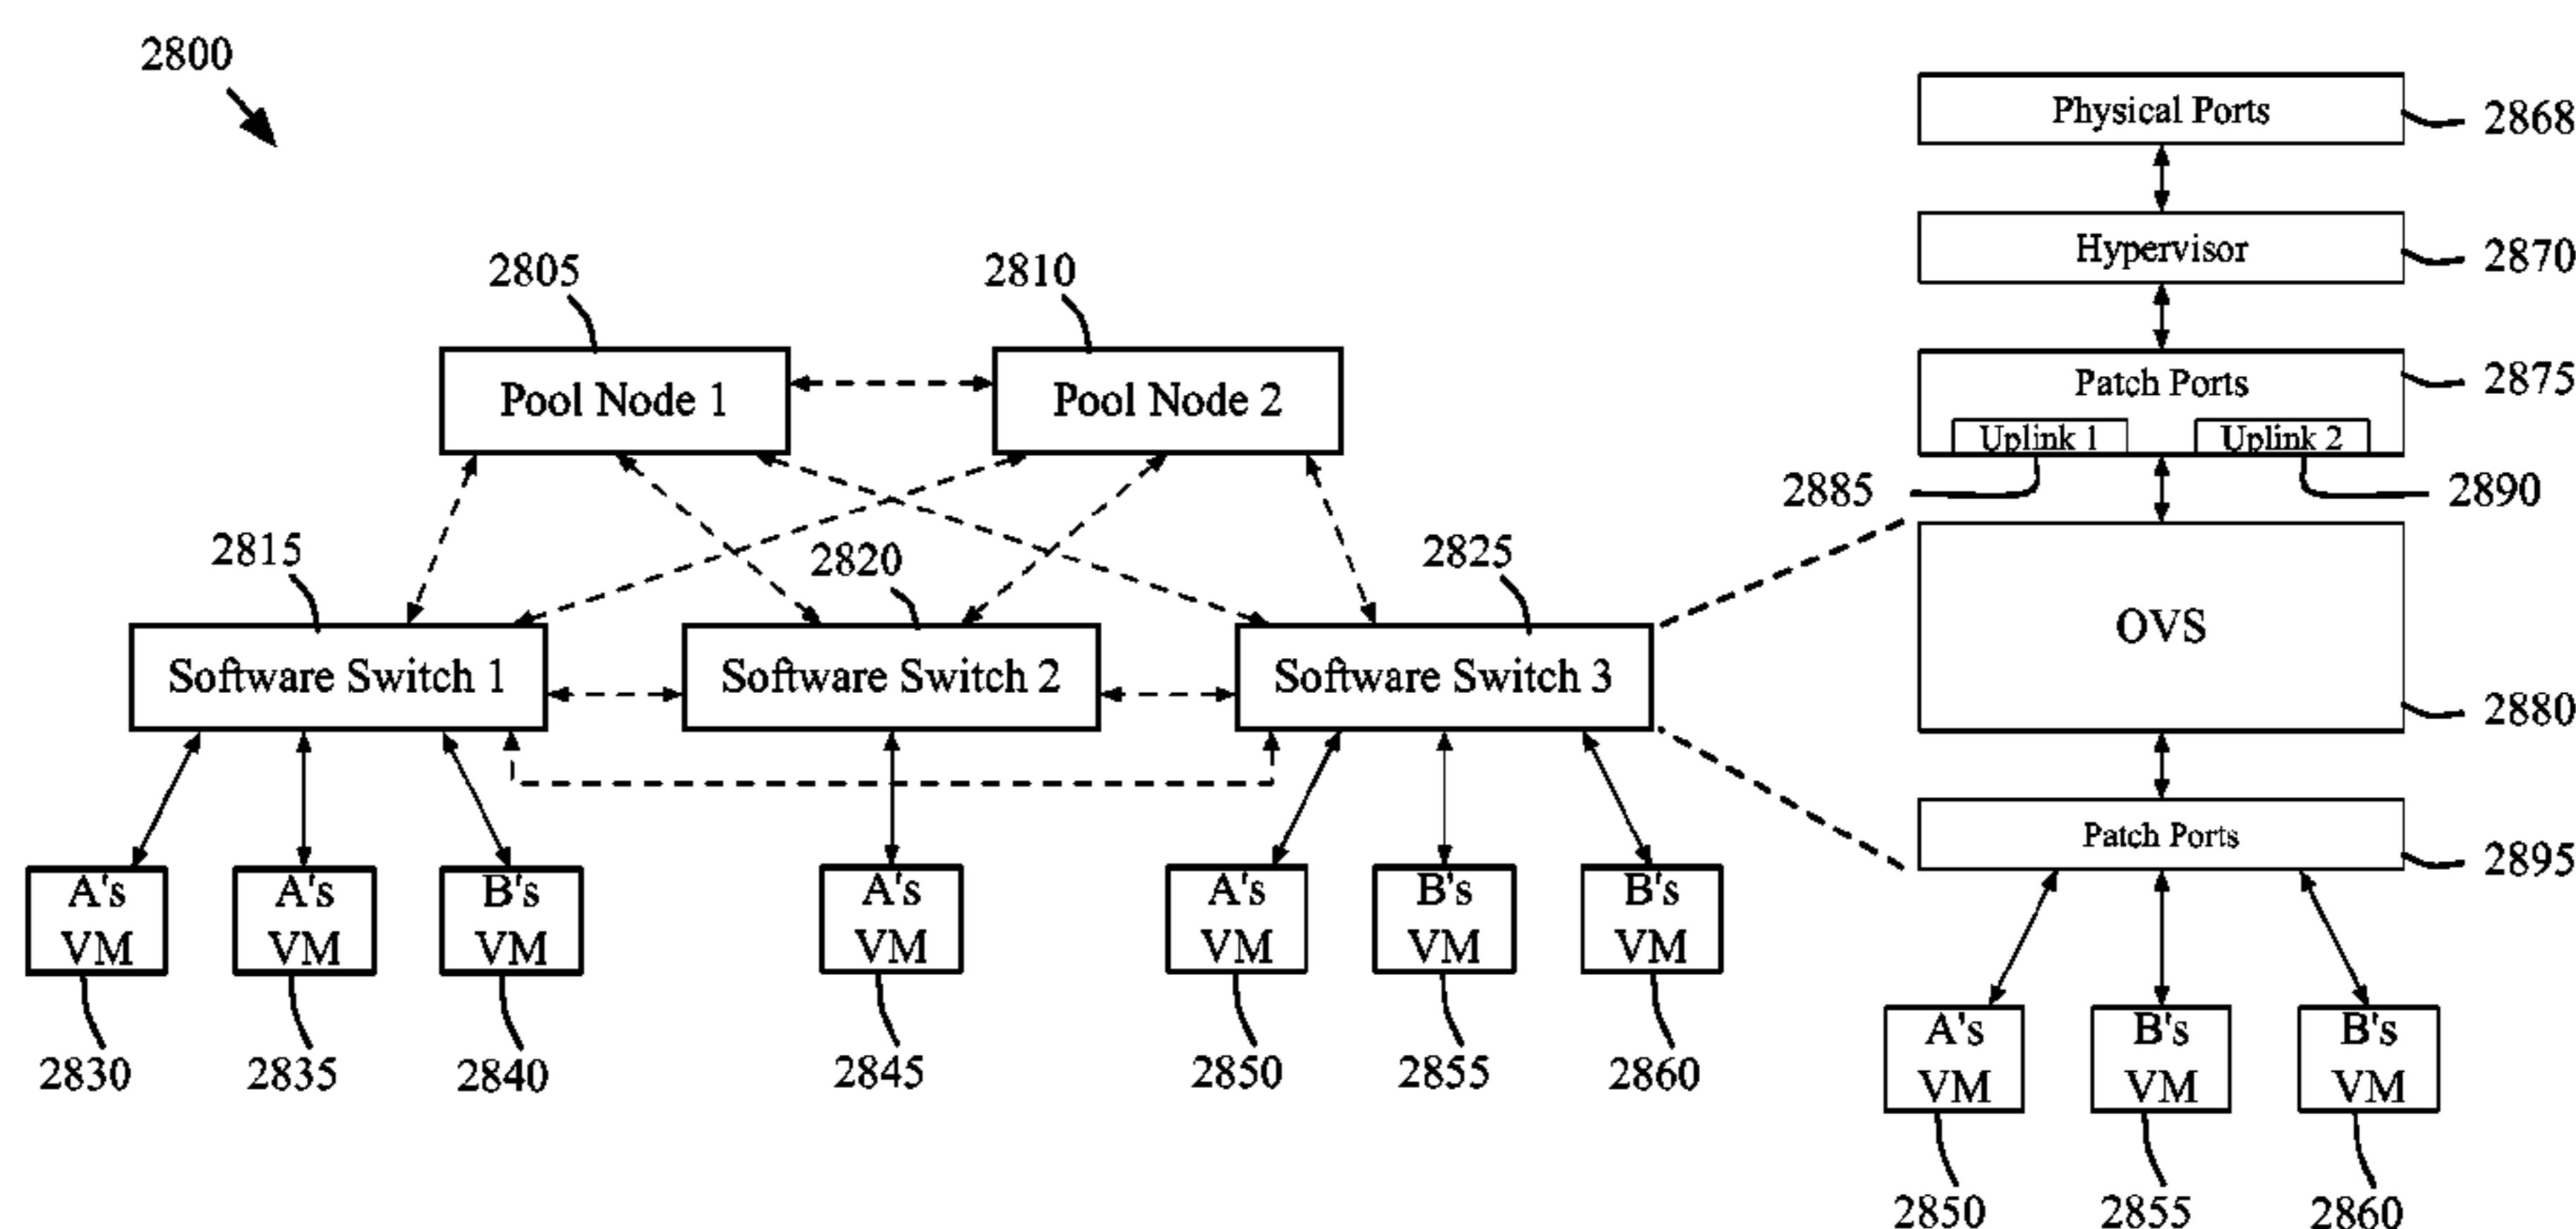 2800
Physical Ports
2868
Hypervisor
2870
2805
2810
Patch Ports
2875
Pool Node 1
Pool Node 2
Uplink 1
Uplink 2
2885
2890
2815
2820
2825
OVS
Software Switch 1
Software Switch 2
Software Switch 3
2880
Patch Ports
2895
A's
VM
A's
VM
B's
VM
A's
VM
A's
VM
B's
VM
B's
VM
2830
2835
2840
2845
2850
2855
2860
A's
VM
B's
VM
B's
VM
2850
2855
2860